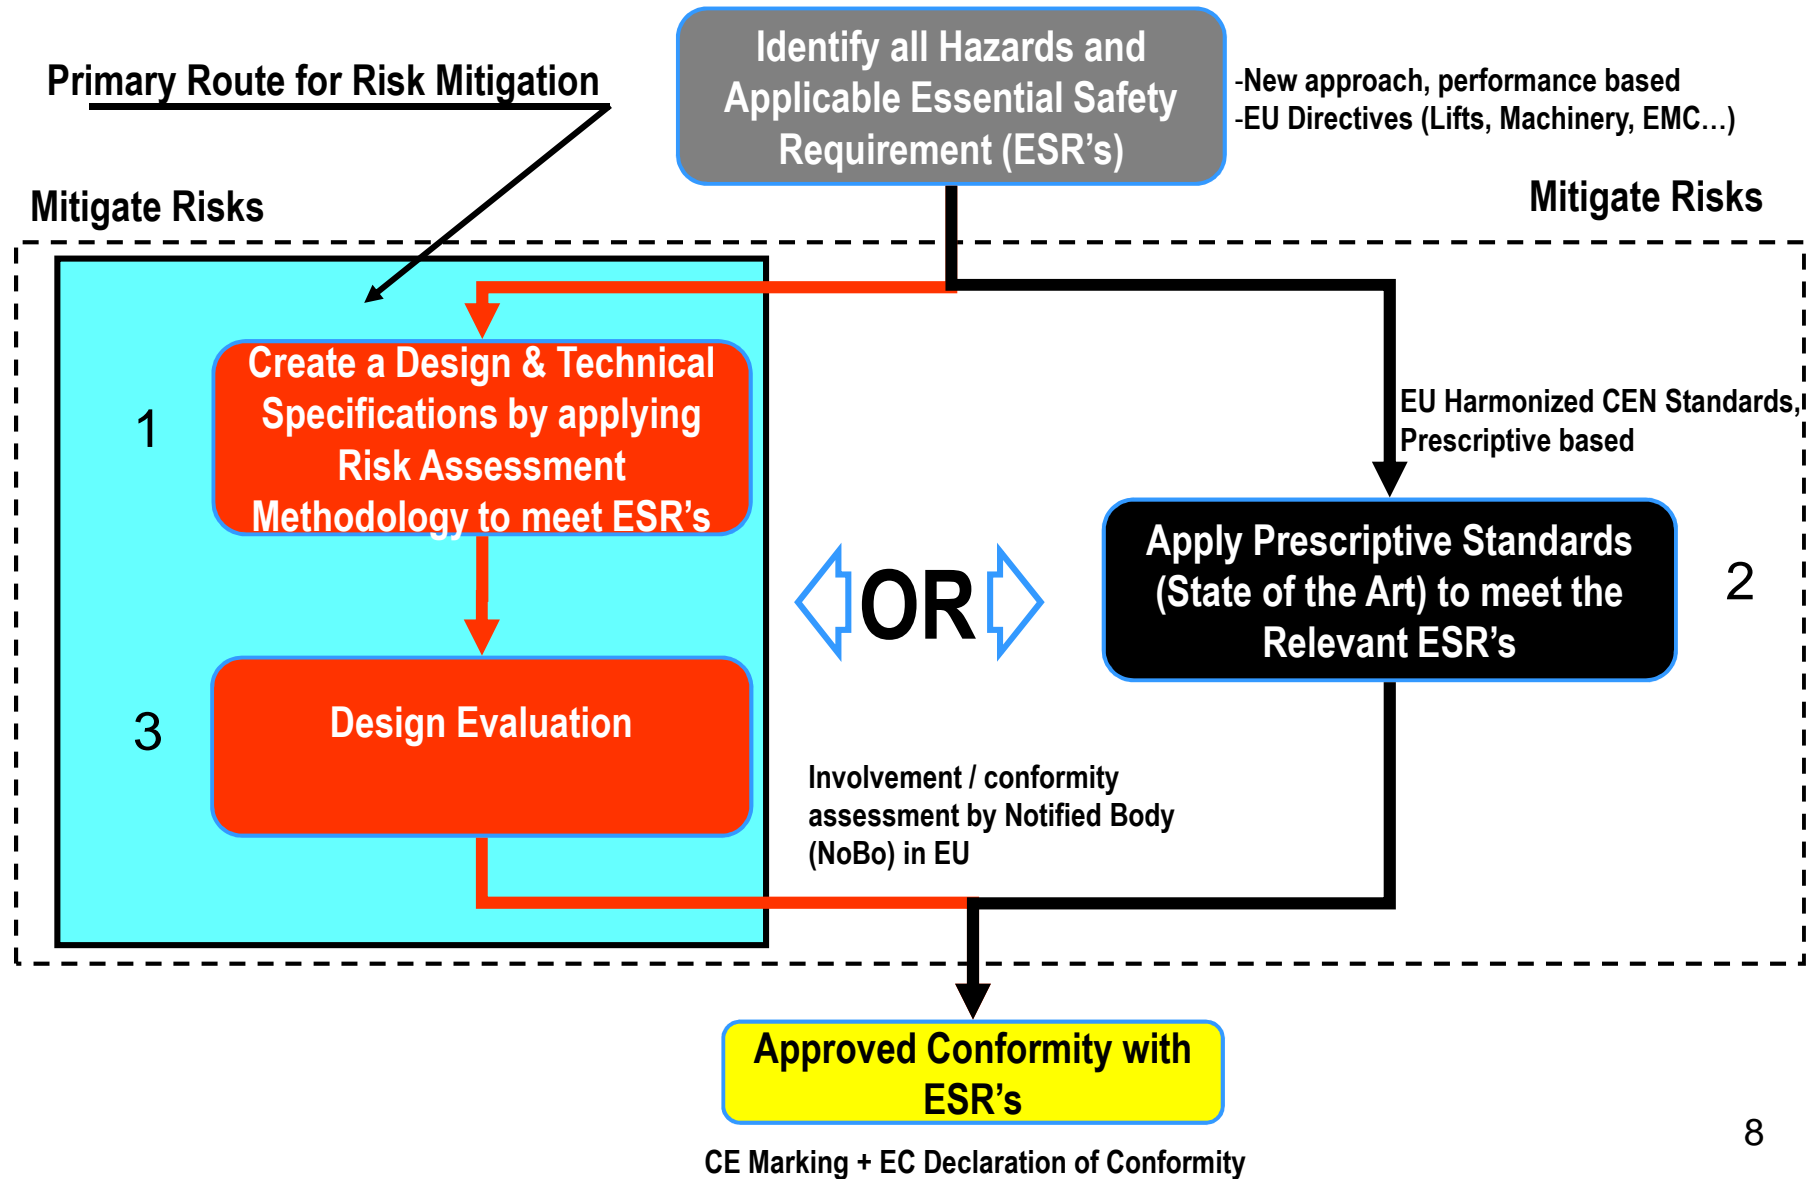 Identify all Hazards and
Applicable Essential Safety
Requirement (ESR’s)
Primary Route for Risk Mitigation
-New approach, performance based
-EU Directives (Lifts, Machinery, EMC…)
Mitigate Risks
Mitigate Risks
1
Create a Design & Technical
Specifications by applying
Risk Assessment
Methodology to meet ESR’s
EU Harmonized CEN Standards,
Prescriptive based
OR
Apply Prescriptive Standards
(State of the Art) to meet the
Relevant ESR’s
2
3
Design Evaluation
Involvement / conformity
assessment by Notified Body
(NoBo) in EU
Approved Conformity with
ESR’s
CE Marking + EC Declaration of Conformity
8